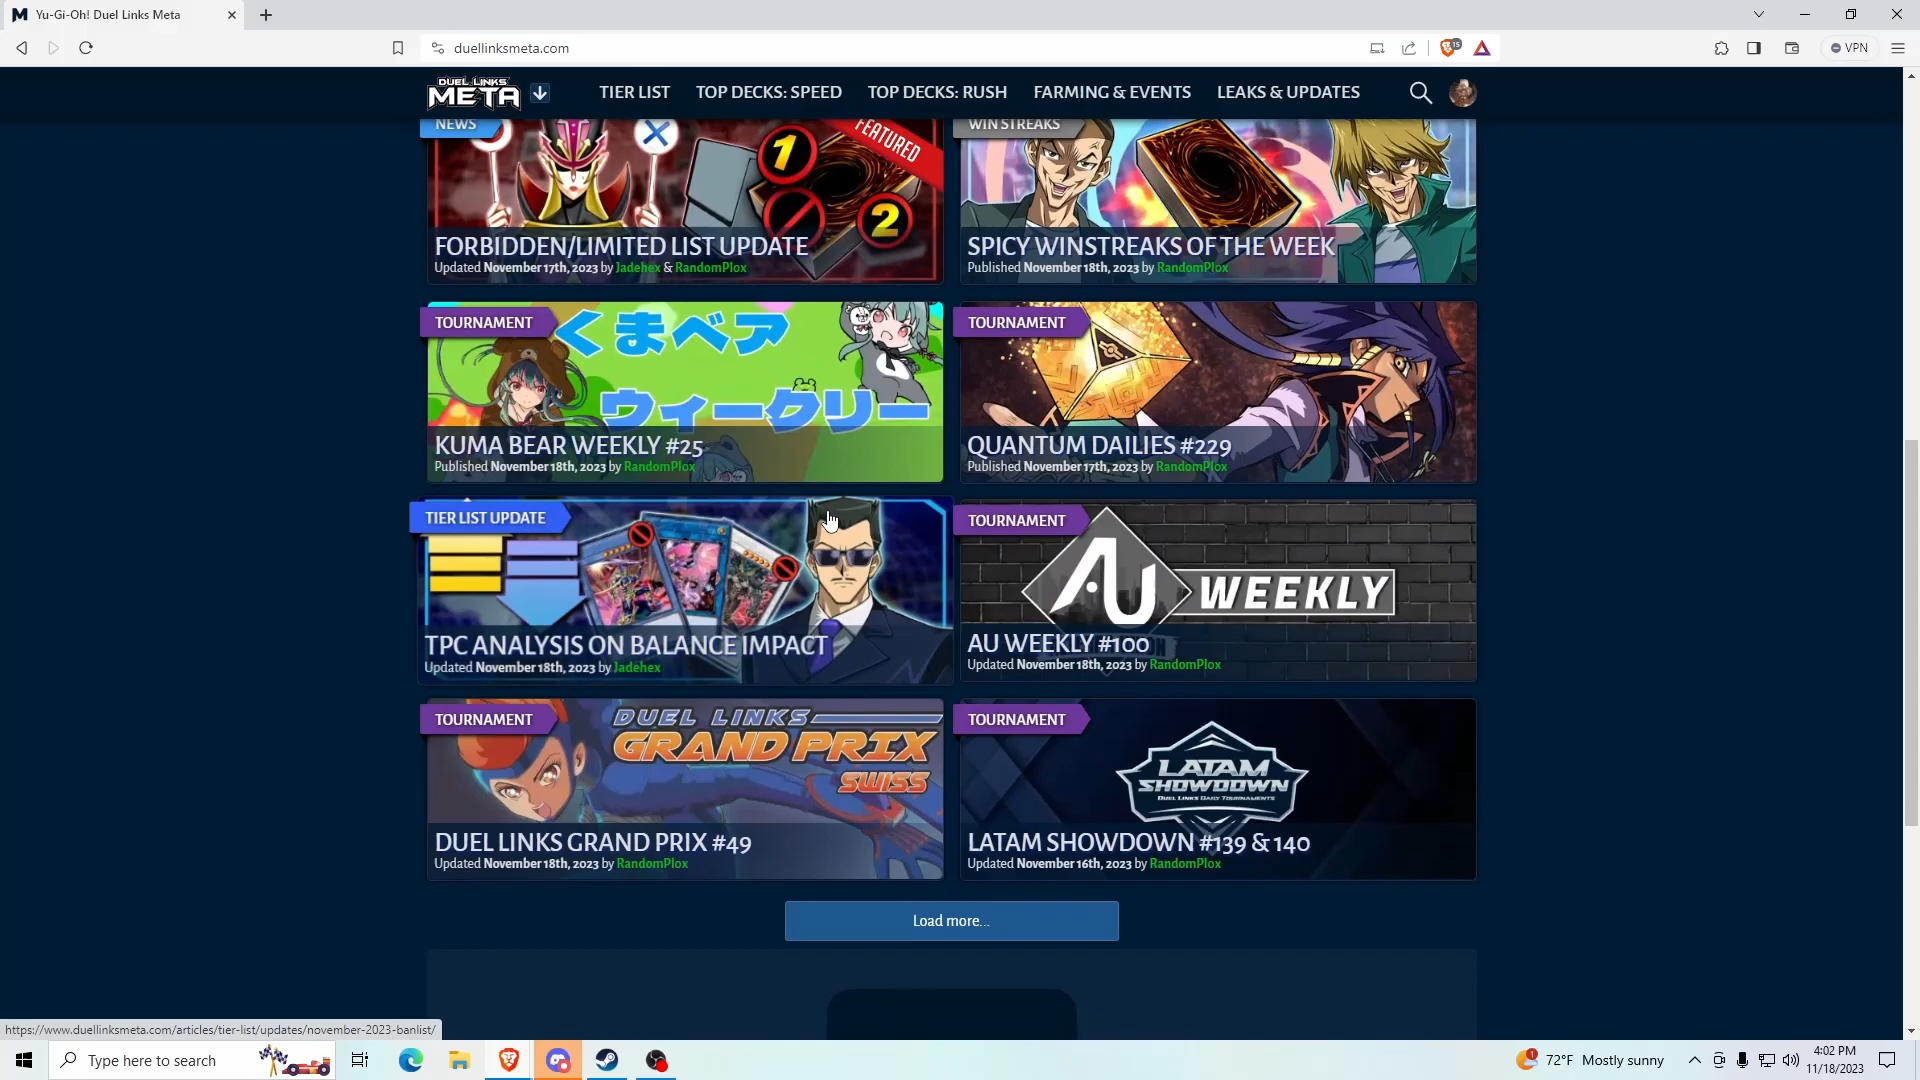 Yu-Gi-Oh! Duel Links Meta
duellinksmeta.com
15
VPN
DUEL LINKS
META
TIER LIST
TOP DECKS: SPEED
TOP DECKS: RUSH
FARMING & EVENTS
LEAKS & UPDATES
NEWS
FEATURED
1
2
FORBIDDEN/LIMITED LIST UPDATE
Updated November 17th, 2023 by Jadehex & RandomPlox
WIN STREAKS
SPICY WINSTREAKS OF THE WEEK
Published November 18th, 2023 by RandomPlox
TOURNAMENT
くまベア
ウィークリー
KUMA BEAR WEEKLY #25
Published November 18th, 2023 by RandomPlox
TOURNAMENT
QUANTUM DAILIES #229
Published November 17th, 2023 by RandomPlox
TIER LIST UPDATE
TPC ANALYSIS ON BALANCE IMPACT
Updated November 18th, 2023 by Jadehex
TOURNAMENT
AU WEEKLY
AU WEEKLY #100
Updated November 18th, 2023 by RandomPlox
TOURNAMENT
DUEL LINKS
GRAND PRIX
SWISS
DUEL LINKS GRAND PRIX #49
Updated November 18th, 2023 by RandomPlox
TOURNAMENT
LATAM
SHOWDOWN
DUEL LINKS DAILY TOURNAMENTS
LATAM SHOWDOWN #139 & 140
Updated November 16th, 2023 by RandomPlox
Load more...
https://www.duellinksmeta.com/articles/tier-list/updates/november-2023-banlist/
Type here to search
1
72°F Mostly sunny
4:02 PM
11/18/2023